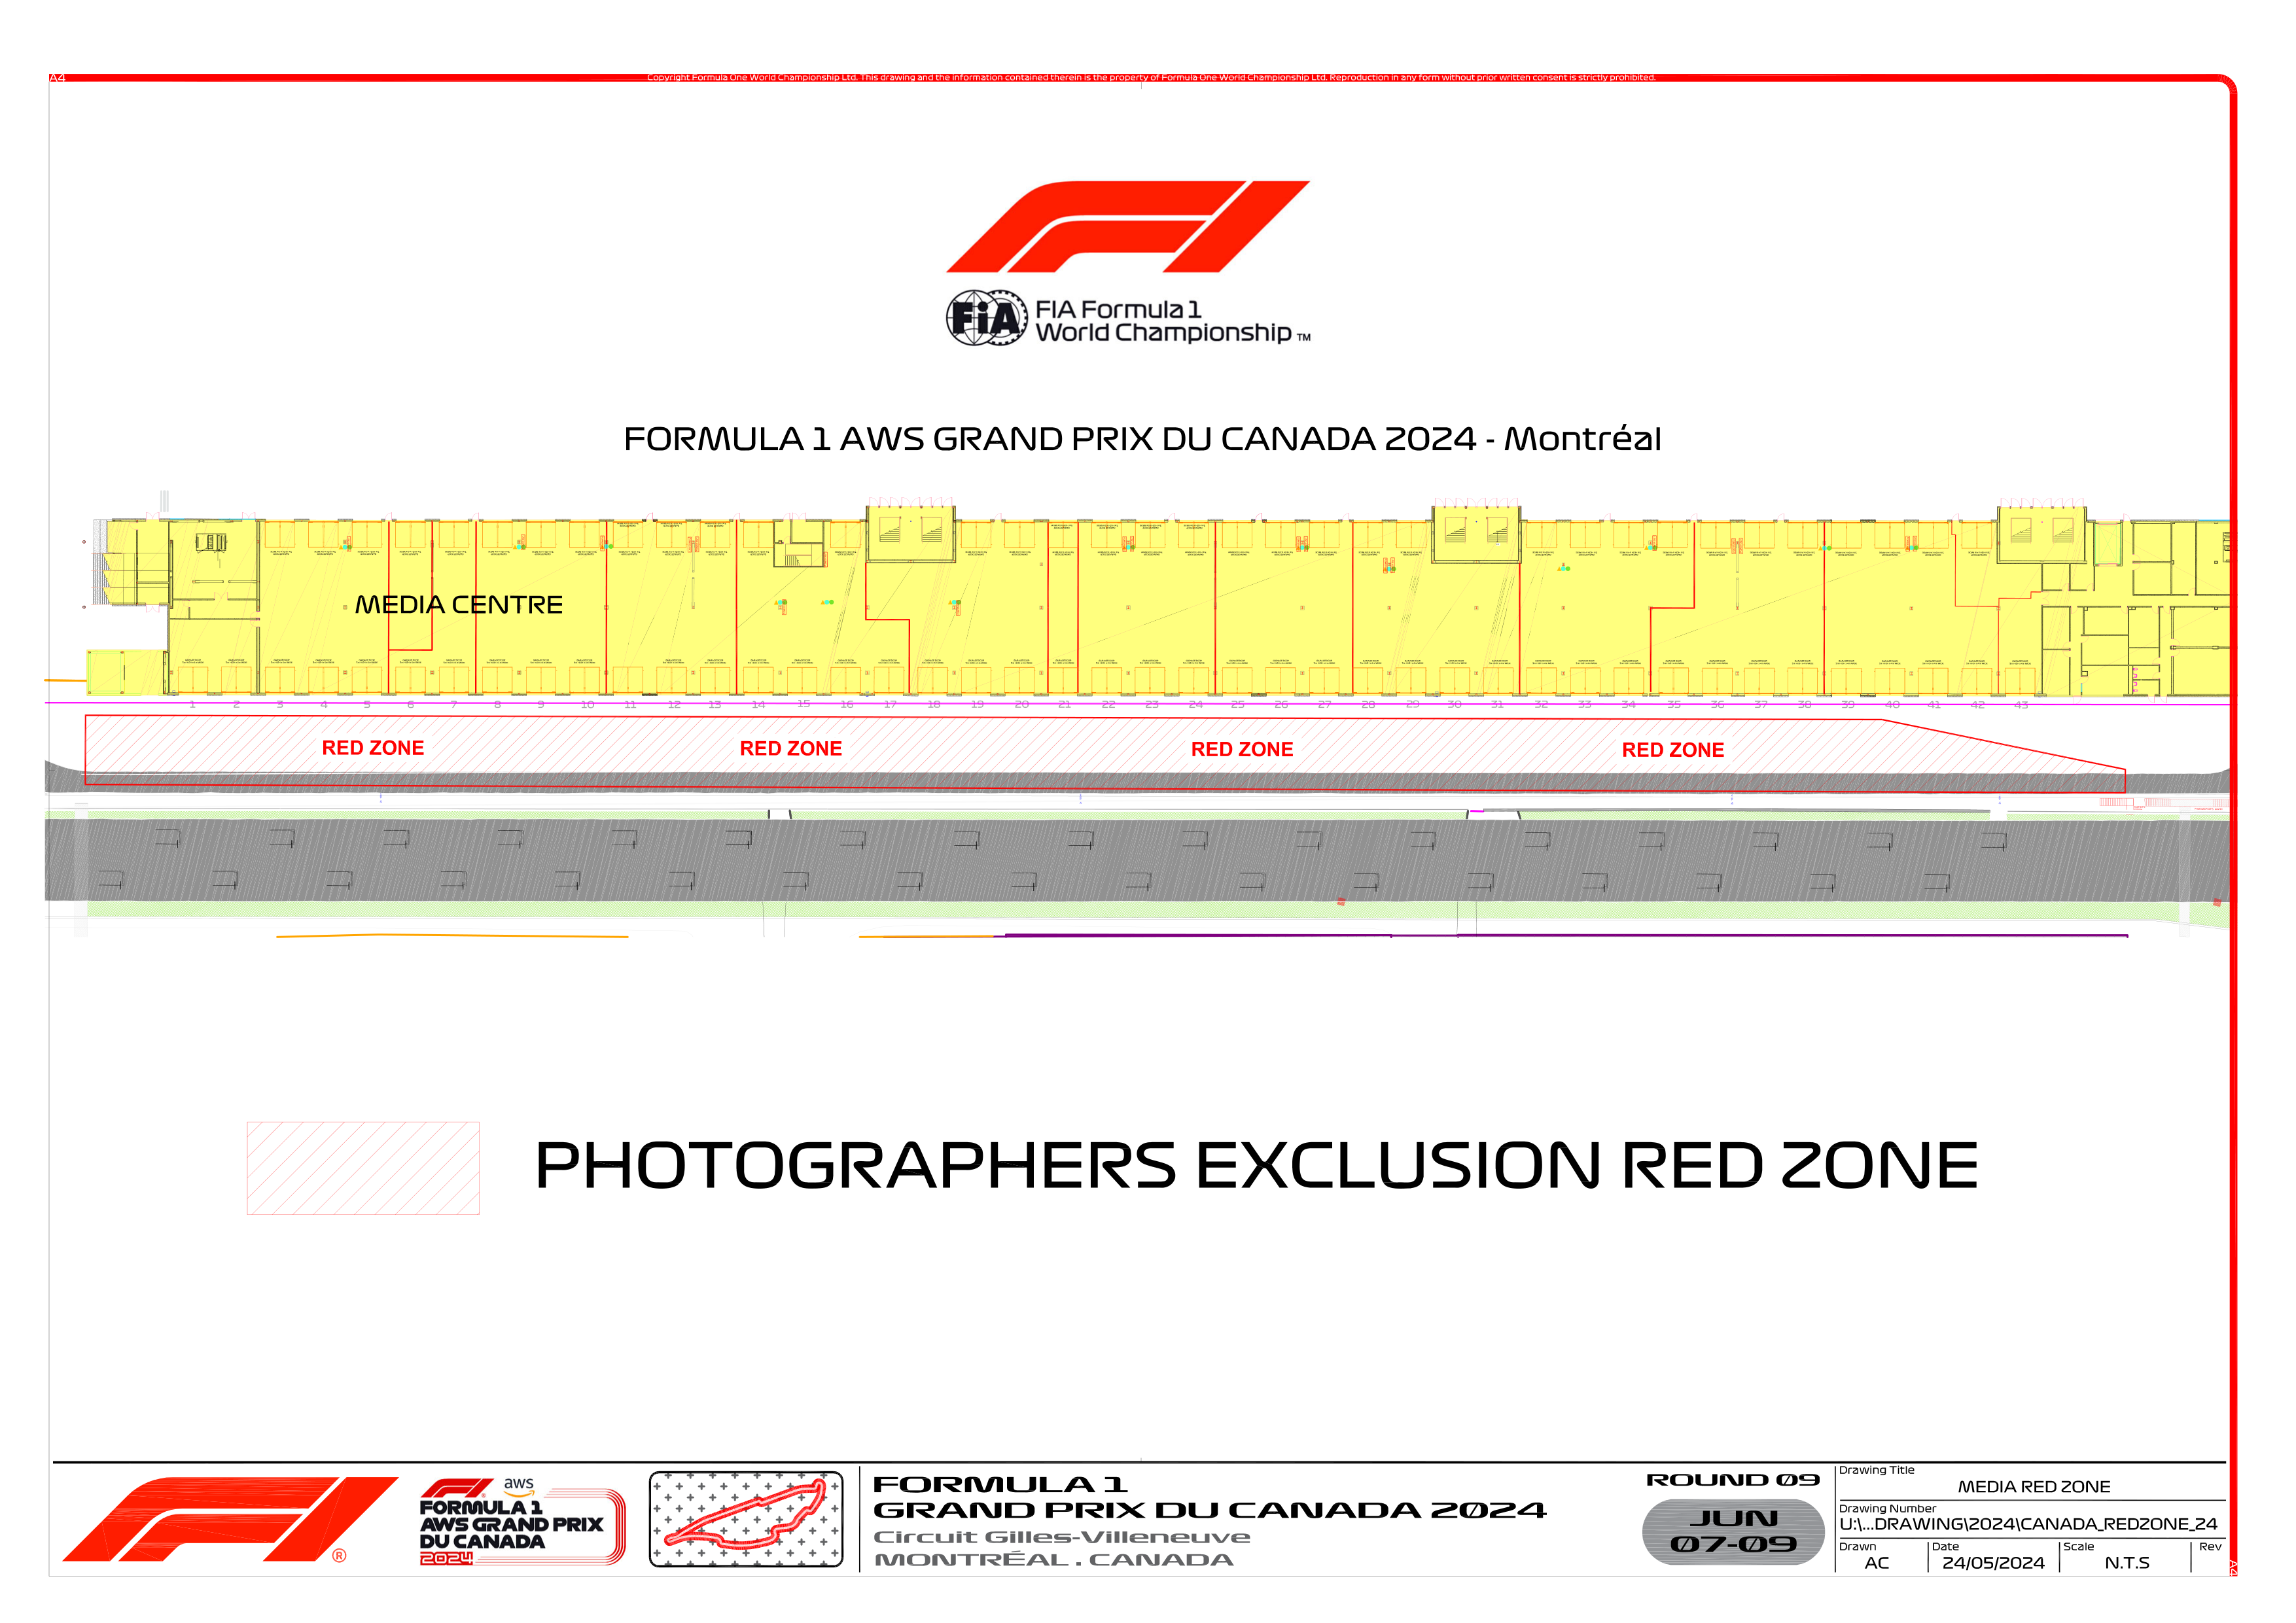 A4
Copyright Formula One World Championship Ltd. This drawing and the information contained therein is the property of Formula One World Championship Ltd. Reproduction in any form without prior written consent is strictly prohibited.
FIA FIA Formula 1
World Championship ™
FORMULA 1 AWS GRAND PRIX DU CANADA 2024 - Montréal
MEDIA CENTRE
1 2 3 4 5 6 7 8 9 10 11 12 13 14 15 16 17 18 19 20 21 22 23 24 25 26 27 28 29 30 31 32 33 34 35 36 37 38 39 40 41 42 43
RED ZONE RED ZONE RED ZONE RED ZONE
PHOTOGRAPHERS EXCLUSION RED ZONE
®
aws
FORMULA 1
AWS GRAND PRIX
DU CANADA
2024
FORMULA 1
GRAND PRIX DU CANADA 2024
Circuit Gilles-Villeneuve
MONTRÉAL . CANADA
ROUND 09
JUN
07-09
Drawing Title
MEDIA RED ZONE
Drawing Number
U:\...DRAWING\2024\CANADA_REDZONE_24
Drawn Date Scale Rev
AC 24/05/2024 N.T.S
A4